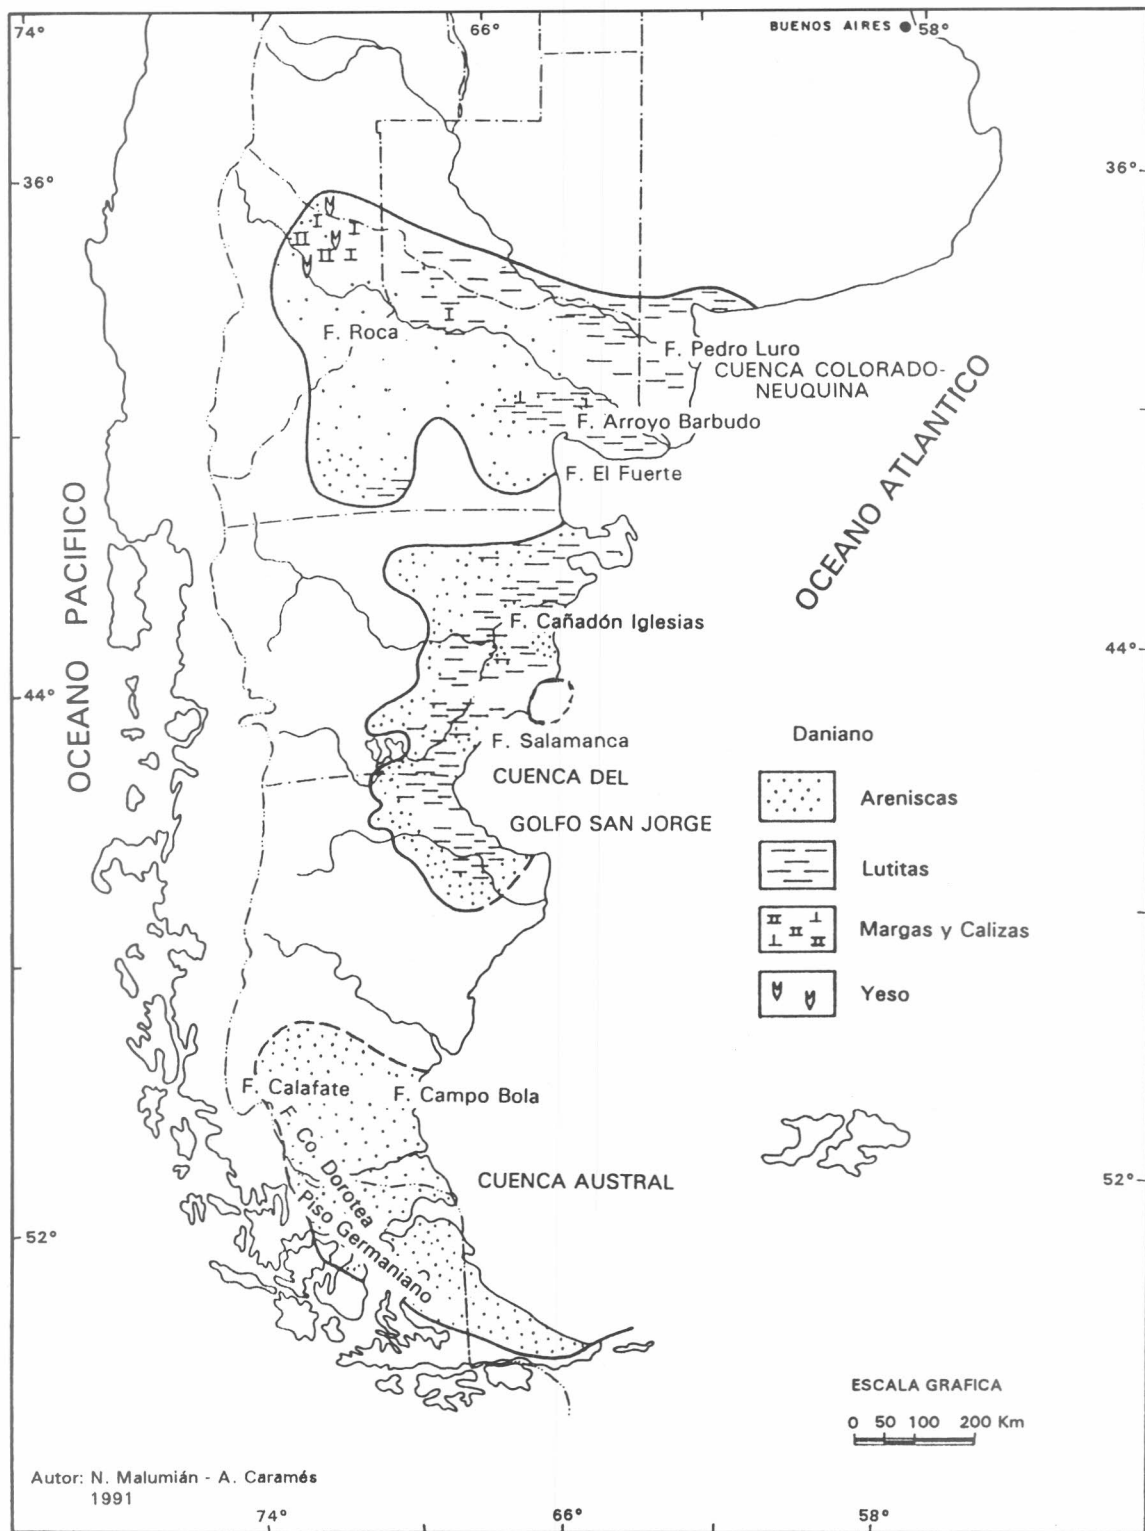 74° 66° BUENOS AIRES 58°
36° 36°
F. Roca
F. Pedro Luro
CUENCA COLORADO-
NEUQUINA
F. Arroyo Barbudo
F. El Fuerte
OCEANO PACIFICO
OCEANO ATLANTICO
F. Cañadón Iglesias
44°
44°
F. Salamanca
CUENCA DEL
GOLFO SAN JORGE
Daniano
Areniscas
Lutitas
Margas y Calizas
Yeso
F. Calafate
F. Campo Bola
F. Co. Dorotea
Piso Germaniano
CUENCA AUSTRAL
52°
52°
ESCALA GRAFICA
0 50 100 200 Km
Autor: N. Malumián - A. Caramés
1991
74° 66° 58°